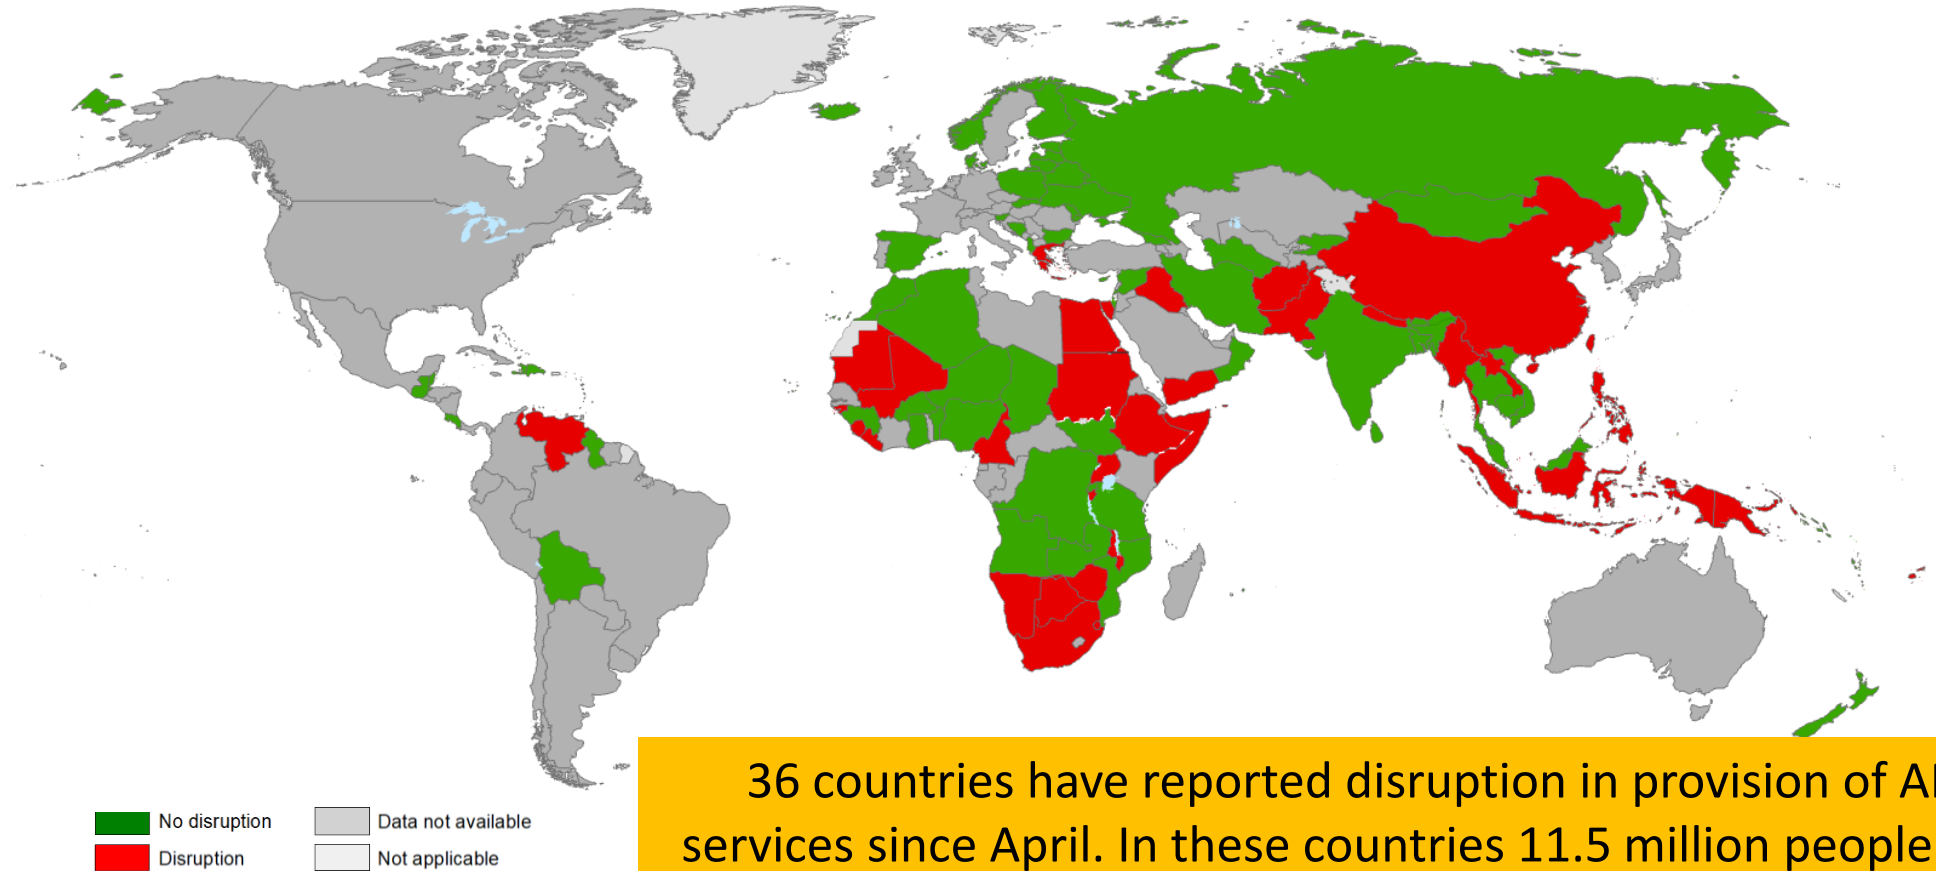 No disruption
Disruption
Data not available
Not applicable
36 countries have reported disruption in provision of
services since April. In these countries 11.5 million people